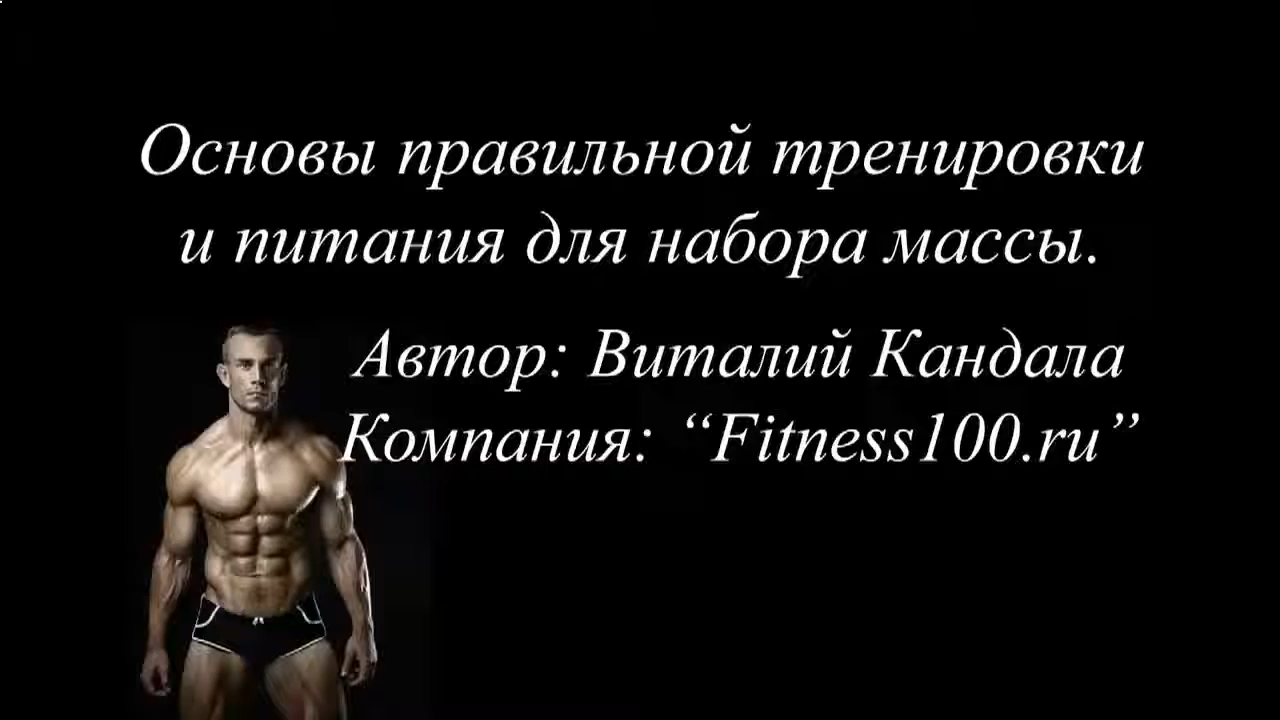 Основы правильной тренировки
и питания для набора массы.
Автор: Виталий Кандала
Компания: “Fitness100.ru”